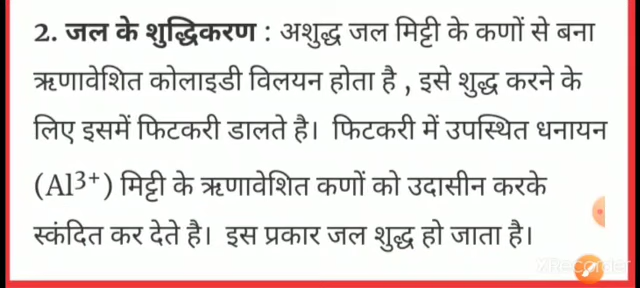 2. जल के शुद्धिकरण : अशुद्ध जल मिट्टी के कणों से बना
ऋणावेशित कोलाइडी विलयन होता है , इसे शुद्ध करने के
लिए इसमें फिटकरी डालते है। फिटकरी में उपस्थित धनायन
(Al³⁺) मिट्टी के ऋणावेशित कणों को उदासीन करके
स्कंदित कर देते है। इस प्रकार जल शुद्ध हो जाता है।
XRecorder